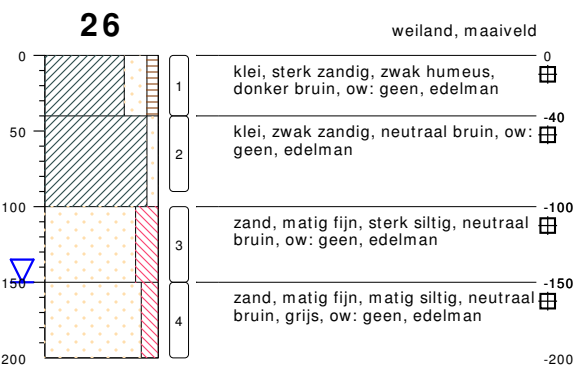 26
weiland, maaiveld
0
0
1
klei, sterk zandig, zwak humeus,
donker bruin, ow: geen, edelman
-40
50
2
klei, zwak zandig, neutraal bruin, ow:
geen, edelman
100
-100
3
zand, matig fijn, sterk siltig, neutraal
bruin, ow: geen, edelman
150
-150
4
zand, matig fijn, matig siltig, neutraal
bruin, grijs, ow: geen, edelman
200
-200